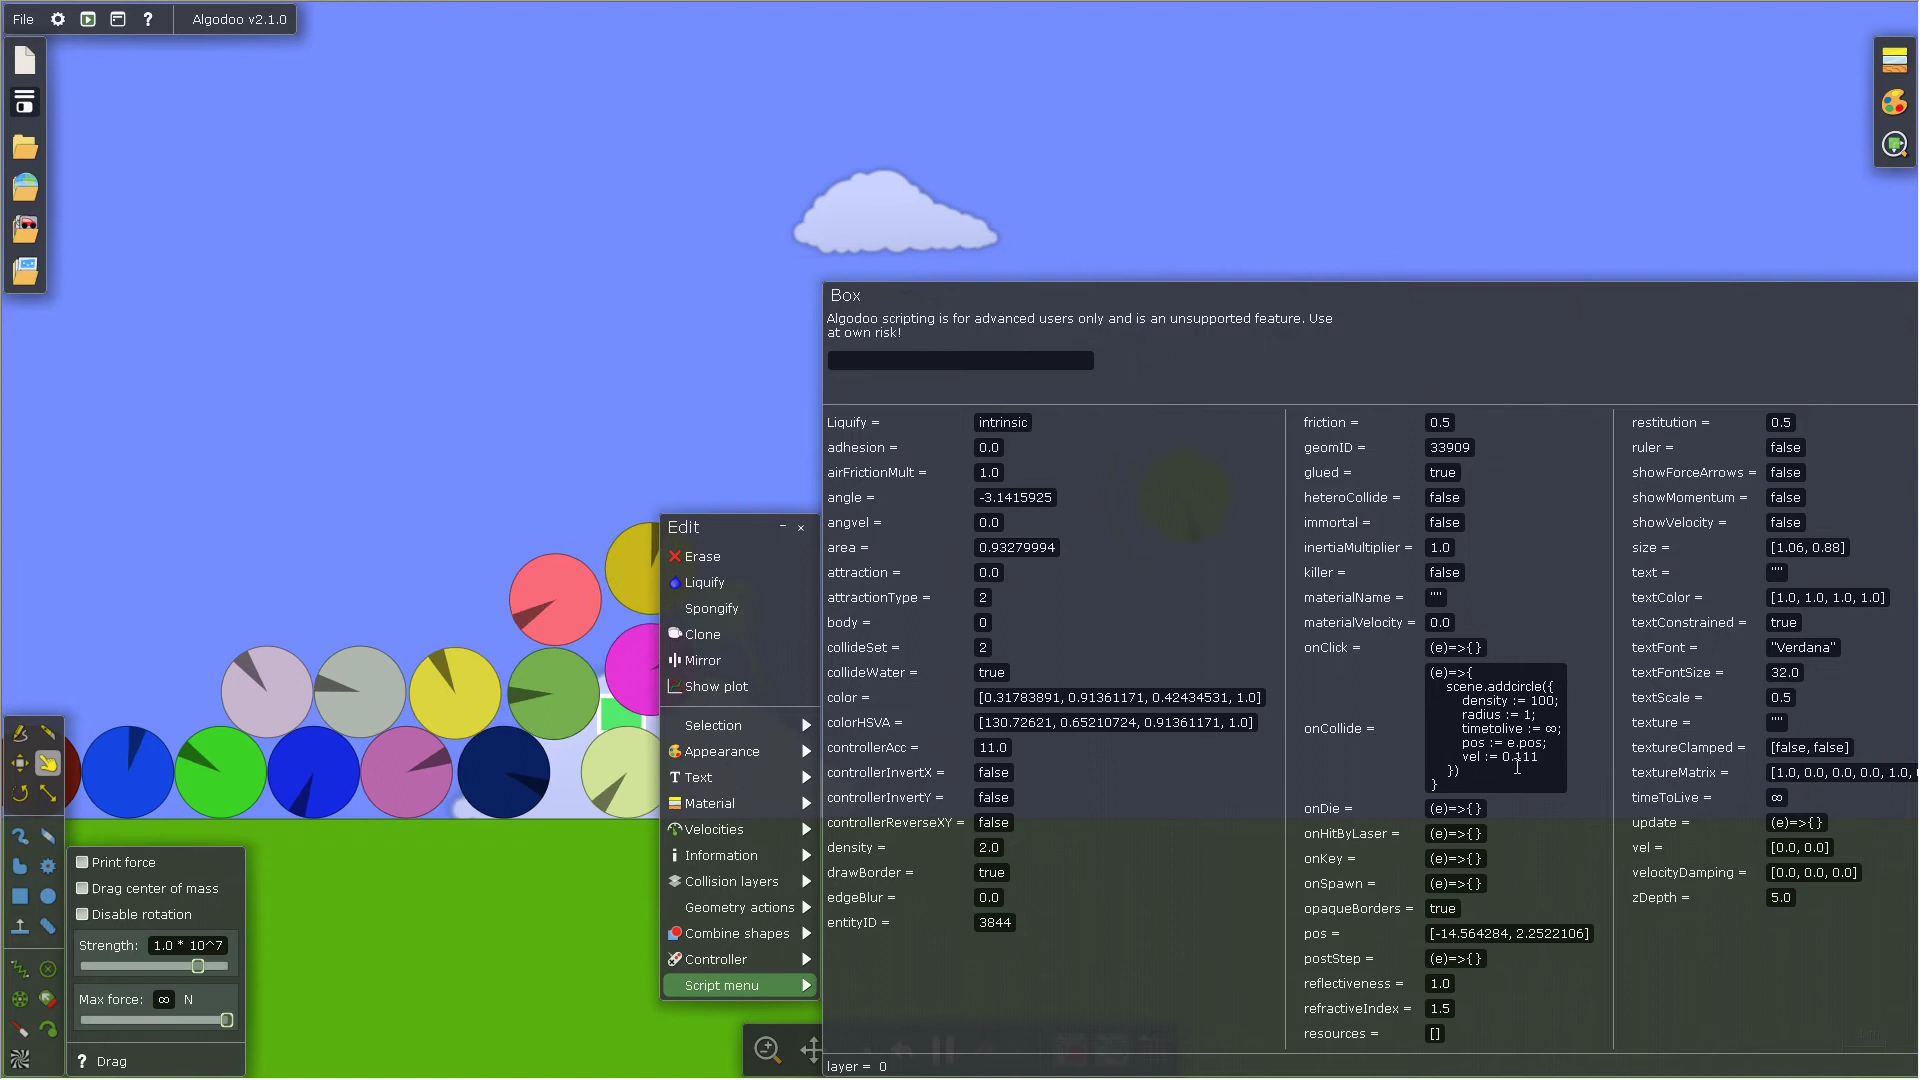 File
?
Algodoo v2.1.0
Box
Algodoo scripting is for advanced users only and is an unsupported feature. Use
at own risk!
Liquify = intrinsic
adhesion = 0.0
airFrictionMult = 1.0
angle = -3.1415925
angvel = 0.0
area = 0.93279994
attraction = 0.0
attractionType = 2
body = 0
collideSet = 2
collideWater = true
color = [0.31783891, 0.91361171, 0.42434531, 1.0]
colorHSVA = [130.72621, 0.65210724, 0.91361171, 1.0]
controllerAcc = 11.0
controllerInvertX = false
controllerInvertY = false
controllerReverseXY = false
density = 2.0
drawBorder = true
edgeBlur = 0.0
entityID = 3844
friction = 0.5
geomID = 33909
glued = true
heteroCollide = false
immortal = false
inertiaMultiplier = 1.0
killer = false
materialName = ""
materialVelocity = 0.0
onClick = (e)=>{}
onCollide =
(e)=>{
scene.addcircle({
density := 100;
radius := 1;
timetolive := ∞;
pos := e.pos;
vel := 0.111
})
}
onDie = (e)=>{}
onHitByLaser = (e)=>{}
onKey = (e)=>{}
onSpawn = (e)=>{}
opaqueBorders = true
pos = [-14.564284, 2.2522106]
postStep = (e)=>{}
reflectiveness = 1.0
refractiveIndex = 1.5
resources = []
restitution = 0.5
ruler = false
showForceArrows = false
showMomentum = false
showVelocity = false
size = [1.06, 0.88]
text = ""
textColor = [1.0, 1.0, 1.0, 1.0]
textConstrained = true
textFont = "Verdana"
textFontSize = 32.0
textScale = 0.5
texture = ""
textureClamped = [false, false]
textureMatrix = [1.0, 0.0, 0.0, 0.0, 1.0,
timeToLive = ∞
update = (e)=>{}
vel = [0.0, 0.0]
velocityDamping = [0.0, 0.0, 0.0]
zDepth = 5.0
layer = 0
Edit
Erase
Liquify
Spongify
Clone
Mirror
Show plot
Selection
Appearance
Text
Material
Velocities
Information
Collision layers
Geometry actions
Combine shapes
Controller
Script menu
Print force
Drag center of mass
Disable rotation
Strength: 1.0 * 10^7
Max force: ∞ N
? Drag